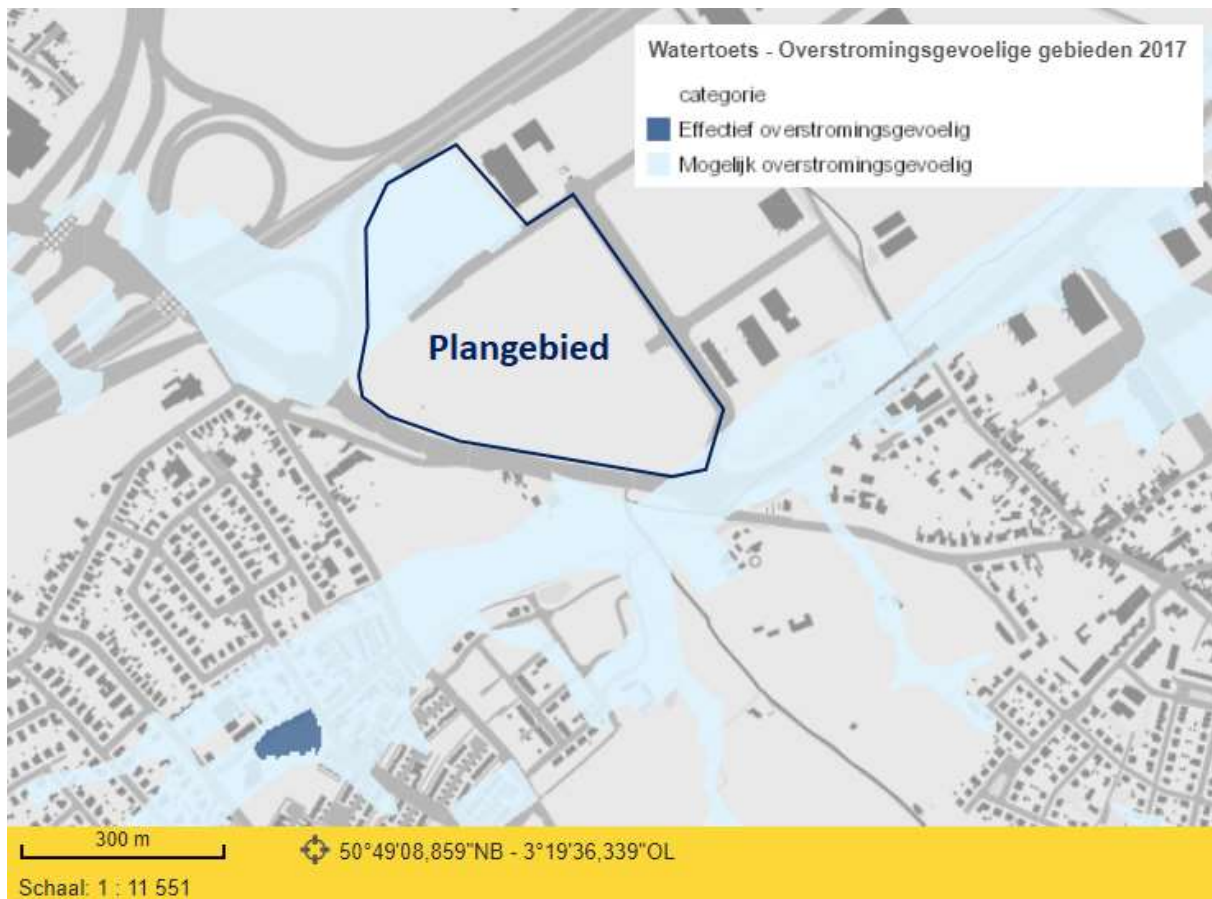 Watertoets - Overstromingsgevoelige gebieden 2017
categorie
Effectief overstromingsgevoelig
Mogelijk overstromingsgevoelig
Plangebied
300 m
50°49'08,859"NB - 3°19'36,339"OL
Schaal: 1 : 11 551